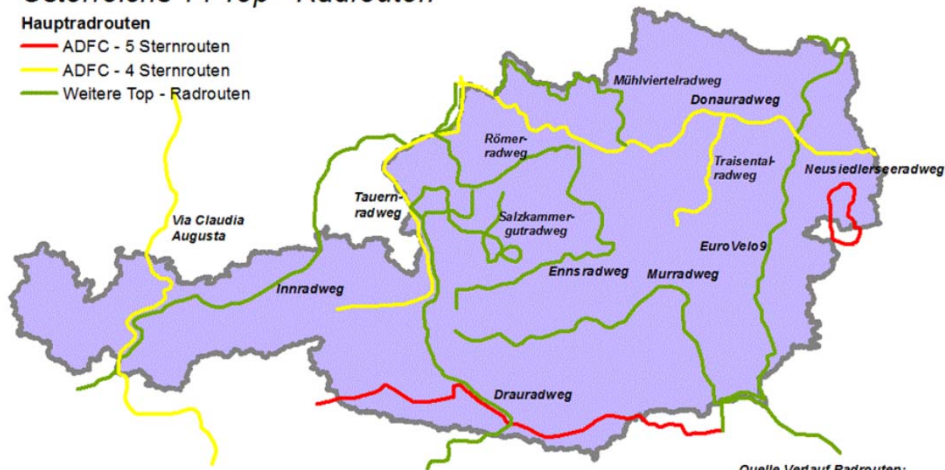 Hauptradrouten
ADFC - 5 Sternrouten
ADFC - 4 Sternrouten
Weitere Top - Radrouten
Mühlviertelradweg
Donauradweg
Römer-
radweg
Traisental-
radweg
Neusiedlerseeradweg
Tauern-
radweg
Via Claudia
Augusta
Salzkammer-
gutradweg
EuroVelo9
Innradweg
Ennsradweg
Murradweg
Drauradweg
Quelle Verlauf Radrouten: